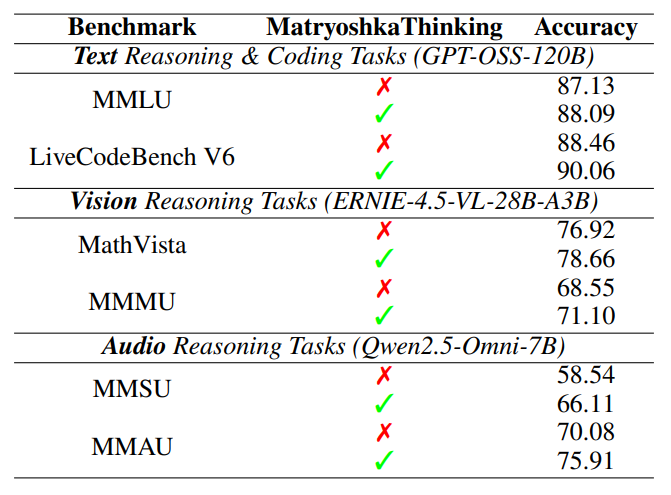 Benchmark MatryoshkaThinking Accuracy
Text Reasoning & Coding Tasks (GPT-OSS-120B)
MMLU ✗ 87.13
✓ 88.09
LiveCodeBench V6 ✗ 88.46
✓ 90.06
Vision Reasoning Tasks (ERNIE-4.5-VL-28B-A3B)
MathVista ✗ 76.92
✓ 78.66
MMMU ✗ 68.55
✓ 71.10
Audio Reasoning Tasks (Qwen2.5-Omni-7B)
MMSU ✗ 58.54
✓ 66.11
MMAU ✗ 70.08
✓ 75.91